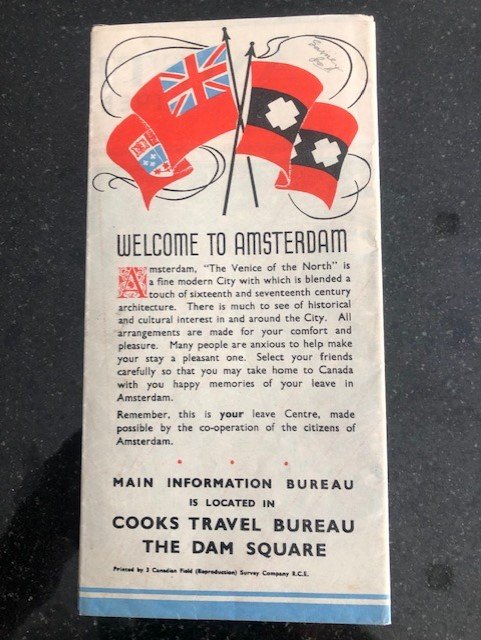 WELCOME TO AMSTERDAM
Amsterdam, "The Venice of the North" is
a fine modern City with which is blended a
touch of sixteenth and seventeenth century
architecture. There is much to see of historical
and cultural interest in and around the City. All
arrangements are made for your comfort and
pleasure. Many people are anxious to help make
your stay a pleasant one. Select your friends
carefully so that you may take home to Canada
with you happy memories of your leave in
Amsterdam.
Remember, this is your leave Centre, made
possible by the co-operation of the citizens of
Amsterdam.
MAIN INFORMATION BUREAU
IS LOCATED IN
COOKS TRAVEL BUREAU
THE DAM SQUARE
Printed by 3 Canadian Field (Reproduction) Survey Company R.C.E.